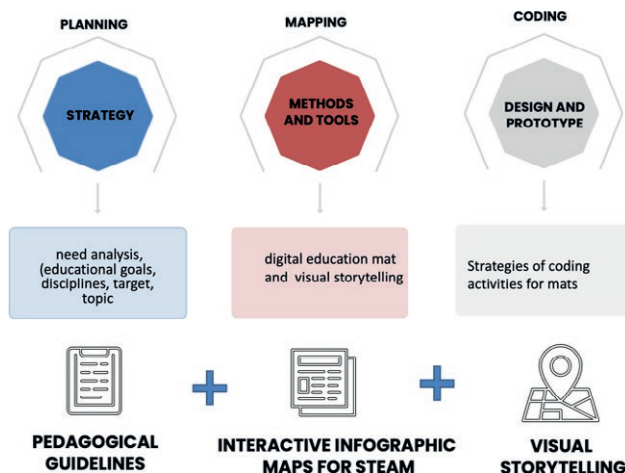 PLANNING
MAPPING
CODING
STRATEGY
METHODS
AND TOOLS
DESIGN AND
PROTOTYPE
need analysis,
(educational goals,
disciplines, target,
topic
digital education mat
and visual storytelling
Strategies of coding
activities for mats
PEDAGOGICAL
GUIDELINES
INTERACTIVE INFOGRAPHIC
MAPS FOR STEAM
VISUAL
STORYTELLING